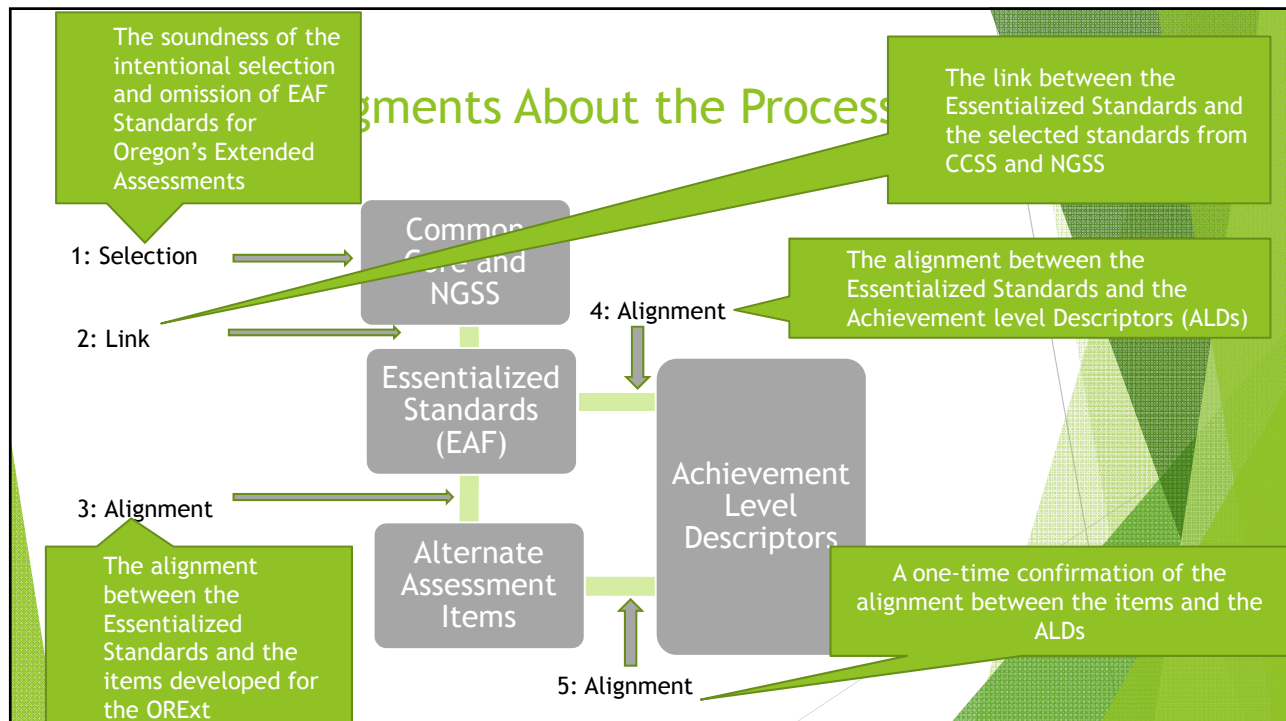 The soundness of the
intentional selection
and omission of EAF
Standards for
Oregon's Extended
Assessments
gments About the Process
The link between the
Essentialized Standards and
the selected standards from
CCSS and NGSS
1: Selection
Common
Core and
NGSS
2: Link
4: Alignment
The alignment between the
Essentialized Standards and the
Achievement level Descriptors (ALDs)
Essentialized
Standards
(EAF)
3: Alignment
Achievement
Level
Descriptors
The alignment
between the
Essentialized
Standards and the
items developed for
the ORExt
Alternate
Assessment
Items
A one-time confirmation of the
alignment between the items and the
ALDs
5: Alignment